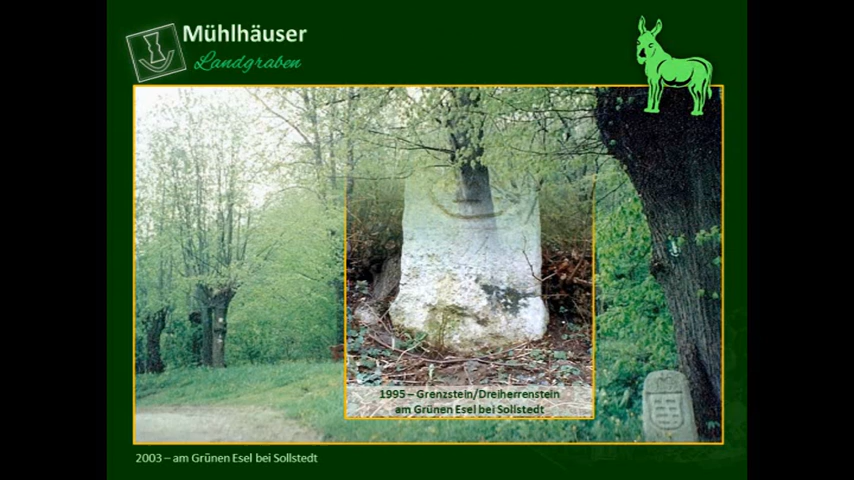 Mühlhäuser
Landgraben
1995 – Grenzstein/Dreiherrenstein
am Grünen Esel bei Sollstedt
2003 – am Grünen Esel bei Sollstedt